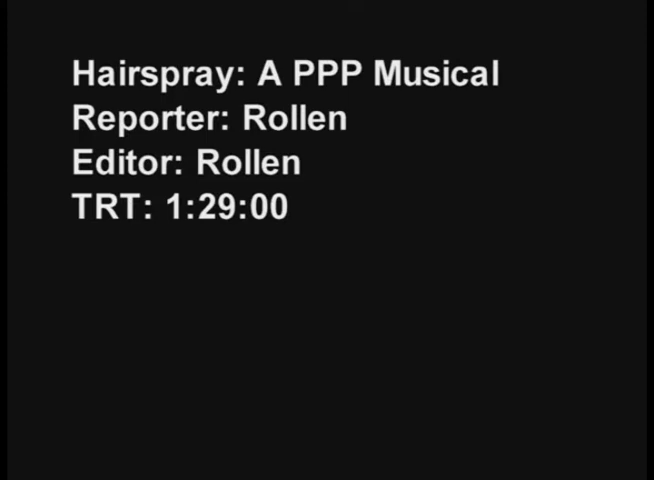 Hairspray: A PPP Musical
Reporter: Rollen
Editor: Rollen
TRT: 1:29:00